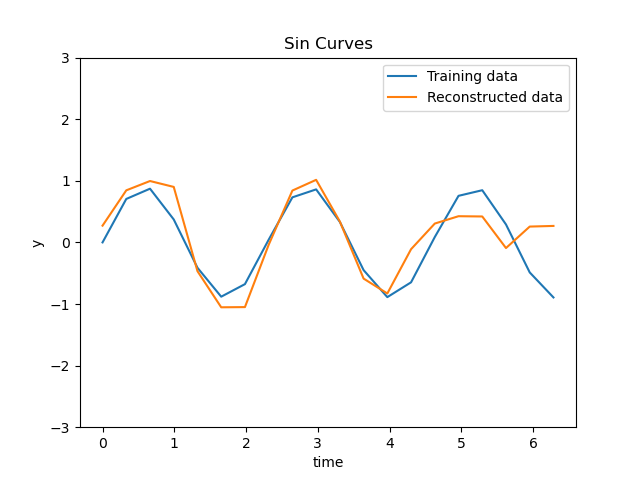 Sin Curves
Training data
Reconstructed data
3
2
1
0
−1
−2
−3
y
0 1 2 3 4 5 6
time